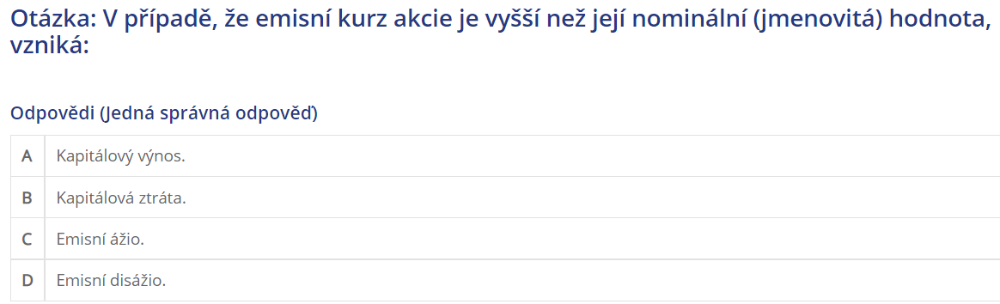 Otázka: V případě, že emisní kurz akcie je vyšší než její nominální (jmenovitá) hodnota,
vzniká:
Odpovědi (Jedná správná odpověď)
A Kapitálový výnos.
B Kapitálová ztráta.
C Emisní ážio.
D Emisní disážio.